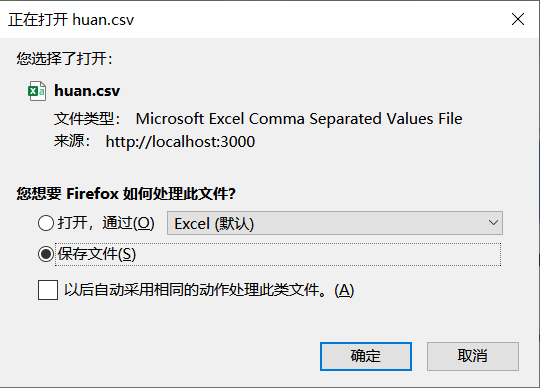 正在打开 huan.csv
您选择了打开：
huan.csv
文件类型： Microsoft Excel Comma Separated Values File
来源： http://localhost:3000
您想要 Firefox 如何处理此文件？
打开，通过(O) Excel (默认)
保存文件(S)
以后自动采用相同的动作处理此类文件。(A)
确定 取消